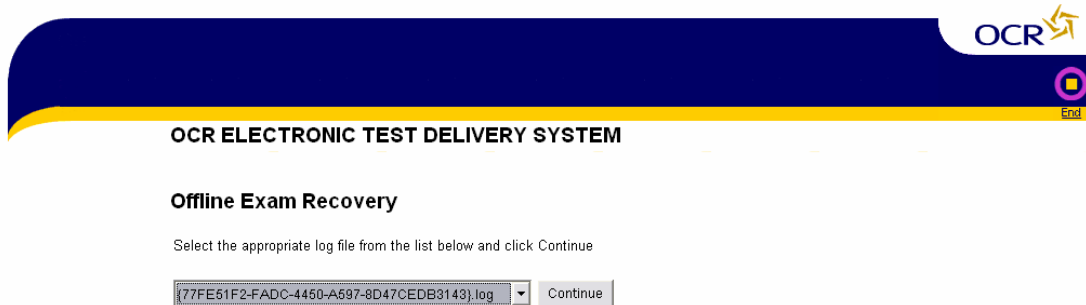 OCR
End
OCR ELECTRONIC TEST DELIVERY SYSTEM
Offline Exam Recovery
Select the appropriate log file from the list below and click Continue
{77FE51F2-FADC-4450-A597-8D47CEDB3143}.log Continue